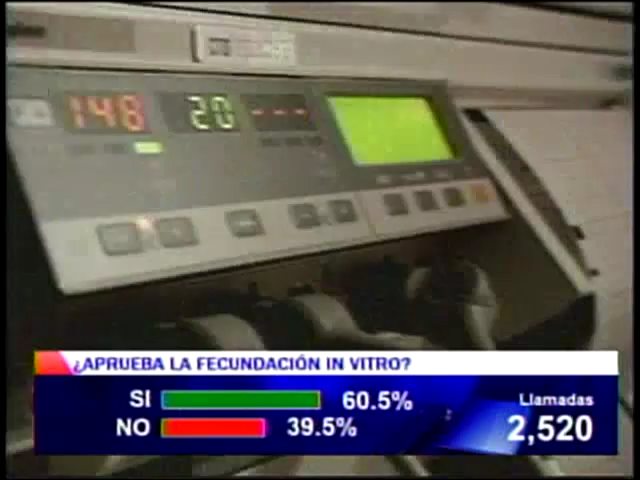 148 20 ---
¿APRUEBA LA FECUNDACIÓN IN VITRO?
SI 60.5%
NO 39.5%
Llamadas
2,520